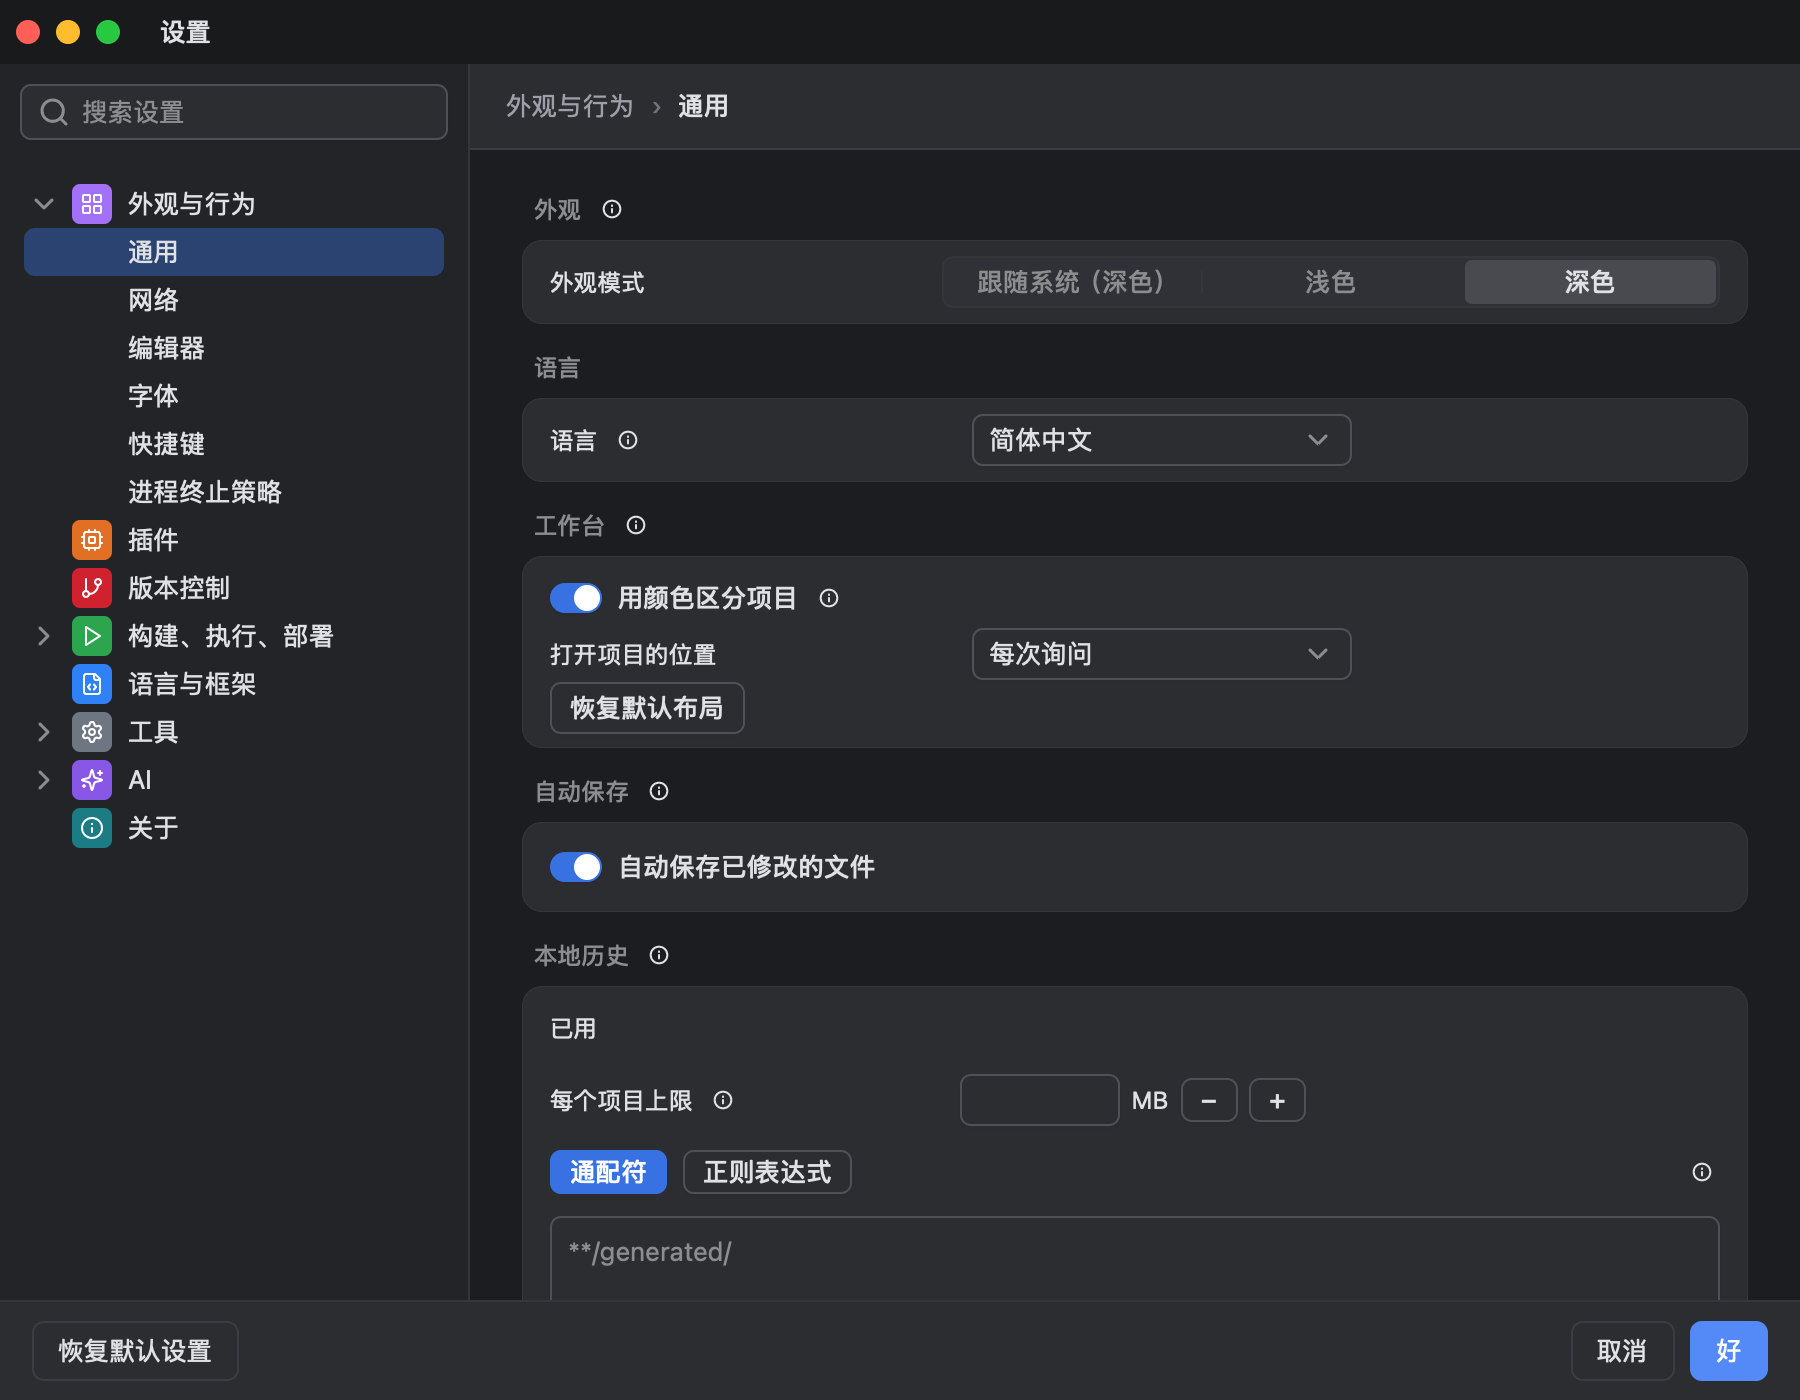 设置
搜索设置
外观与行为
通用
网络
编辑器
字体
快捷键
进程终止策略
插件
版本控制
构建、执行、部署
语言与框架
工具
AI
关于
外观与行为 › 通用
外观
外观模式 跟随系统（深色） 浅色 深色
语言
语言 简体中文
工作台
用颜色区分项目
打开项目的位置 每次询问
恢复默认布局
自动保存
自动保存已修改的文件
本地历史
已用
每个项目上限 MB − +
通配符 正则表达式
**/generated/
恢复默认设置 取消 好